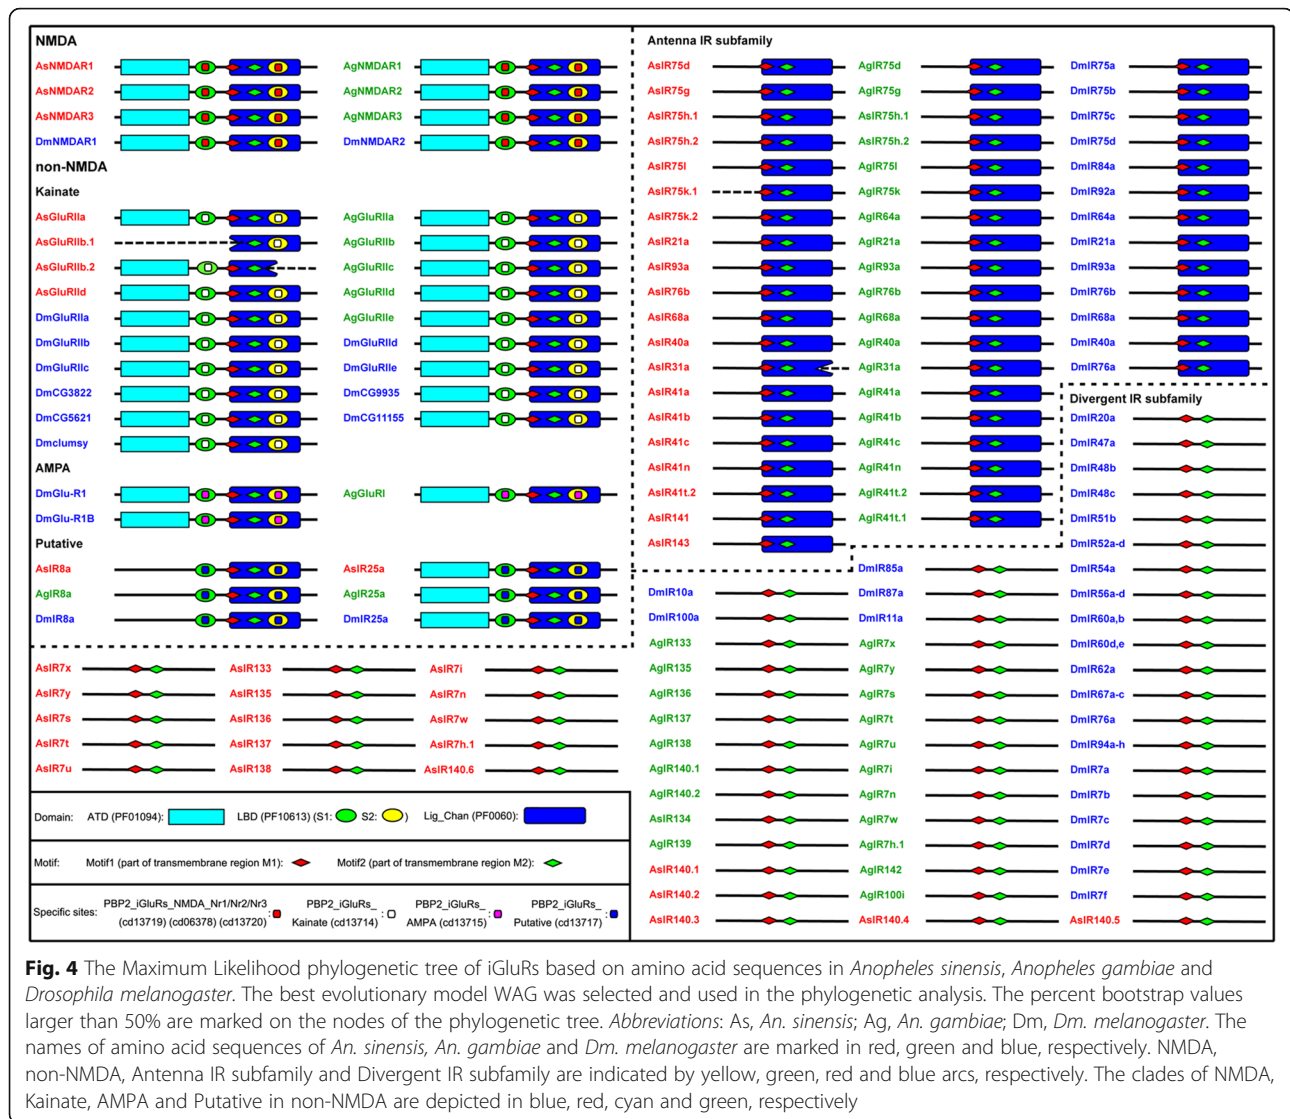 NMDA
AsNMDAR1 AgNMDAR1
AsNMDAR2 AgNMDAR2
AsNMDAR3 AgNMDAR3
DmNMDAR1 DmNMDAR2
non-NMDA
Kainate
AsGluRIIa AgGluRIIa
AsGluRIIb.1 AgGluRIIb
AsGluRIIb.2 AgGluRIIc
AsGluRIId AgGluRIId
DmGluRIIa AgGluRIIe
DmGluRIIb DmGluRIId
DmGluRIIc DmGluRIIe
DmCG3822 DmCG9935
DmCG5621 DmCG11155
Dmclumsy
AMPA
DmGlu-R1 AgGluRI
DmGlu-R1B
Putative
AsIR8a AsIR25a
AgIR8a AgIR25a
DmIR8a DmIR25a
Antenna IR subfamily
AsIR75d AgIR75d DmIR75a
AsIR75g AgIR75g DmIR75b
AsIR75h.1 AsIR75h.1 DmIR75c
AsIR75h.2 AsIR75h.2 DmIR75d
AsIR75l AgIR75l DmIR84a
AsIR75k.1 AgIR75k DmIR92a
AsIR75k.2 AgIR64a DmIR64a
AsIR21a AgIR21a DmIR21a
AsIR93a AgIR93a DmIR93a
AsIR76b AgIR76b DmIR76b
AsIR68a AgIR68a DmIR68a
AsIR40a AgIR40a DmIR40a
AsIR31a AgIR31a DmIR76a
AsIR41a AgIR41a
AsIR41b AgIR41b
AsIR41c AgIR41c
AsIR41n AgIR41n
AsIR41t.2 AgIR41t.2
AsIR141 AgIR41t.1
AsIR143
Divergent IR subfamily
DmIR20a
DmIR47a
DmIR48b
DmIR48c
DmIR51b
DmIR52a-d
DmIR85a DmIR54a
DmIR10a DmIR87a DmIR56a-d
DmIR100a DmIR11a DmIR60a,b
AgIR133 AgIR7x DmIR60d,e
AgIR135 AgIR7y DmIR62a
AgIR136 AgIR7s DmIR67a-c
AgIR137 AgIR7t DmIR76a
AgIR138 AgIR7u DmIR94a-h
AgIR140.1 AgIR7i DmIR7a
AgIR140.2 AgIR7n DmIR7b
AsIR134 AgIR7w DmIR7c
AgIR139 AgIR7h.1 DmIR7d
AsIR140.1 AgIR142 DmIR7e
AsIR140.2 AgIR100i DmIR7f
AsIR140.3 AsIR140.4 AsIR140.5
AsIR7x AsIR133 AsIR7i
AsIR7y AsIR135 AsIR7n
AsIR7s AsIR136 AsIR7w
AsIR7t AsIR137 AsIR7h.1
AsIR7u AsIR138 AsIR140.6
Domain: ATD (PF01094): LBD (PF10613) (S1: S2: ) Lig_Chan (PF0060):
Motif: Motif1 (part of transmembrane region M1): Motif2 (part of transmembrane region M2):
Specific sites: PBP2_iGluRs_NMDA_Nr1/Nr2/Nr3 (cd13719) (cd06378) (cd13720) : PBP2_iGluRs_ Kainate (cd13714) : PBP2_iGluRs_ AMPA (cd13715) : PBP2_iGluRs_ Putative (cd13717) :
Fig. 4 The Maximum Likelihood phylogenetic tree of iGluRs based on amino acid sequences in Anopheles sinensis, Anopheles gambiae and
Drosophila melanogaster. The best evolutionary model WAG was selected and used in the phylogenetic analysis. The percent bootstrap values
larger than 50% are marked on the nodes of the phylogenetic tree. Abbreviations: As, An. sinensis; Ag, An. gambiae; Dm, Dm. melanogaster. The
names of amino acid sequences of An. sinensis, An. gambiae and Dm. melanogaster are marked in red, green and blue, respectively. NMDA,
non-NMDA, Antenna IR subfamily and Divergent IR subfamily are indicated by yellow, green, red and blue arcs, respectively. The clades of NMDA,
Kainate, AMPA and Putative in non-NMDA are depicted in blue, red, cyan and green, respectively